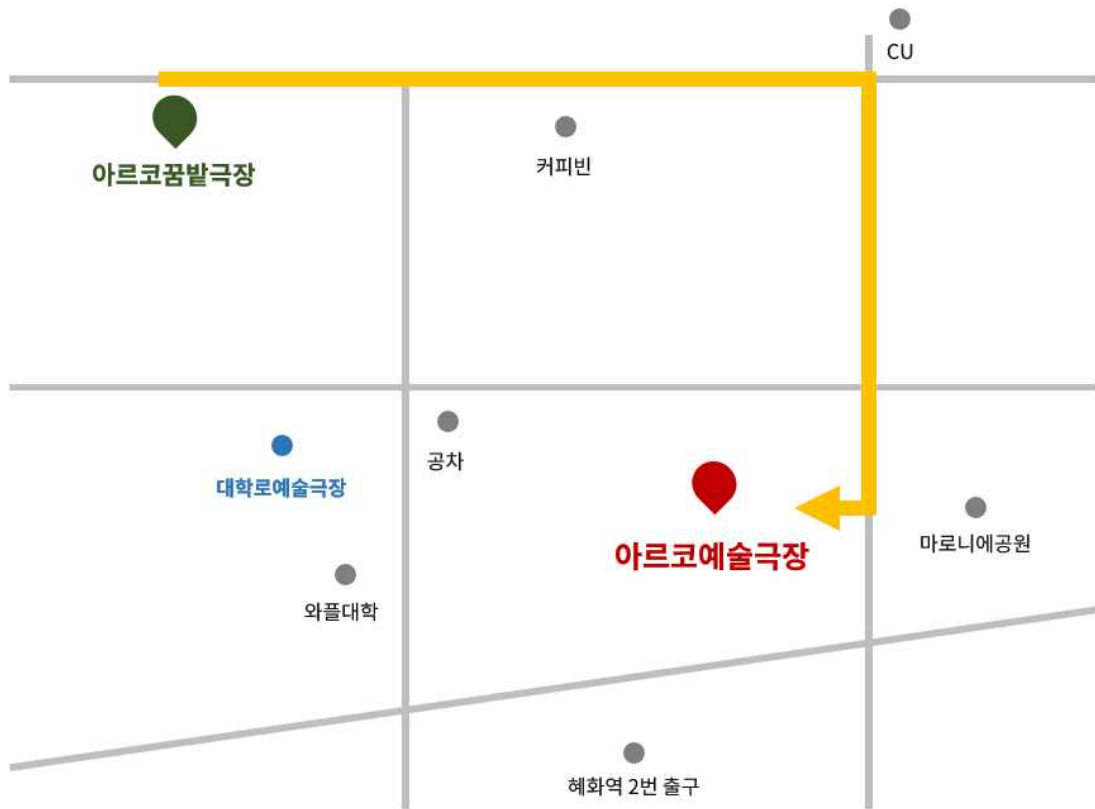 CU
커피빈
아르코꿈밭극장
공차
대학로예술극장
마로니에공원
아르코예술극장
와플대학
혜화역 2번 출구